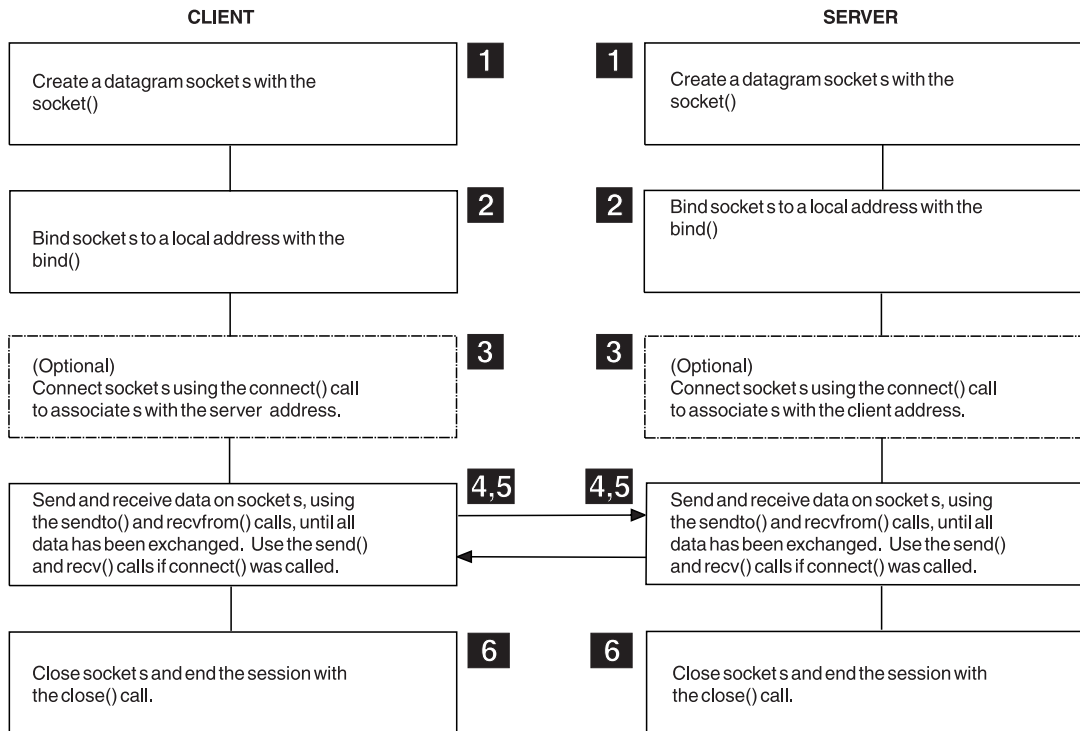 CLIENT
1
Create a datagram socket s with the
socket()
2
Bind socket s to a local address with the
bind()
3
(Optional)
Connect socket s using the connect() call
to associate s with the server address.
4,5
Send and receive data on socket s, using
the sendto() and recvfrom() calls, until all
data has been exchanged. Use the send()
and recv() calls if connect() was called.
6
Close socket s and end the session with
the close() call.
SERVER
1
Create a datagram socket s with the
socket()
2
Bind socket s to a local address with the
bind()
3
(Optional)
Connect socket s using the connect() call
to associate s with the client address.
4,5
Send and receive data on socket s, using
the sendto() and recvfrom() calls, until all
data has been exchanged. Use the send()
and recv() calls if connect() was called.
6
Close socket s and end the session with
the close() call.